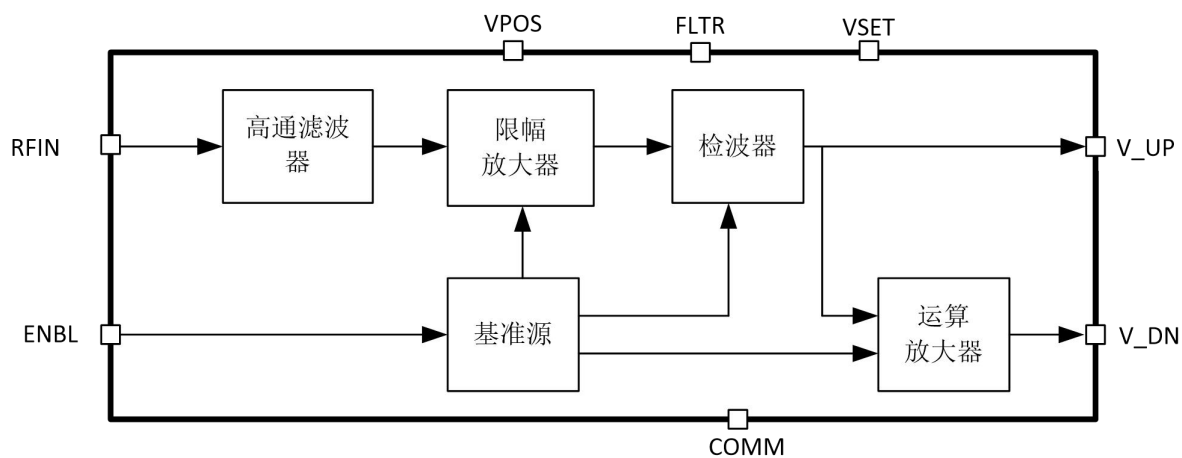 VPOS
FLTR
VSET
RFIN
高通滤波
器
限幅
放大器
检波器
V_UP
ENBL
基准源
运算
放大器
V_DN
COMM